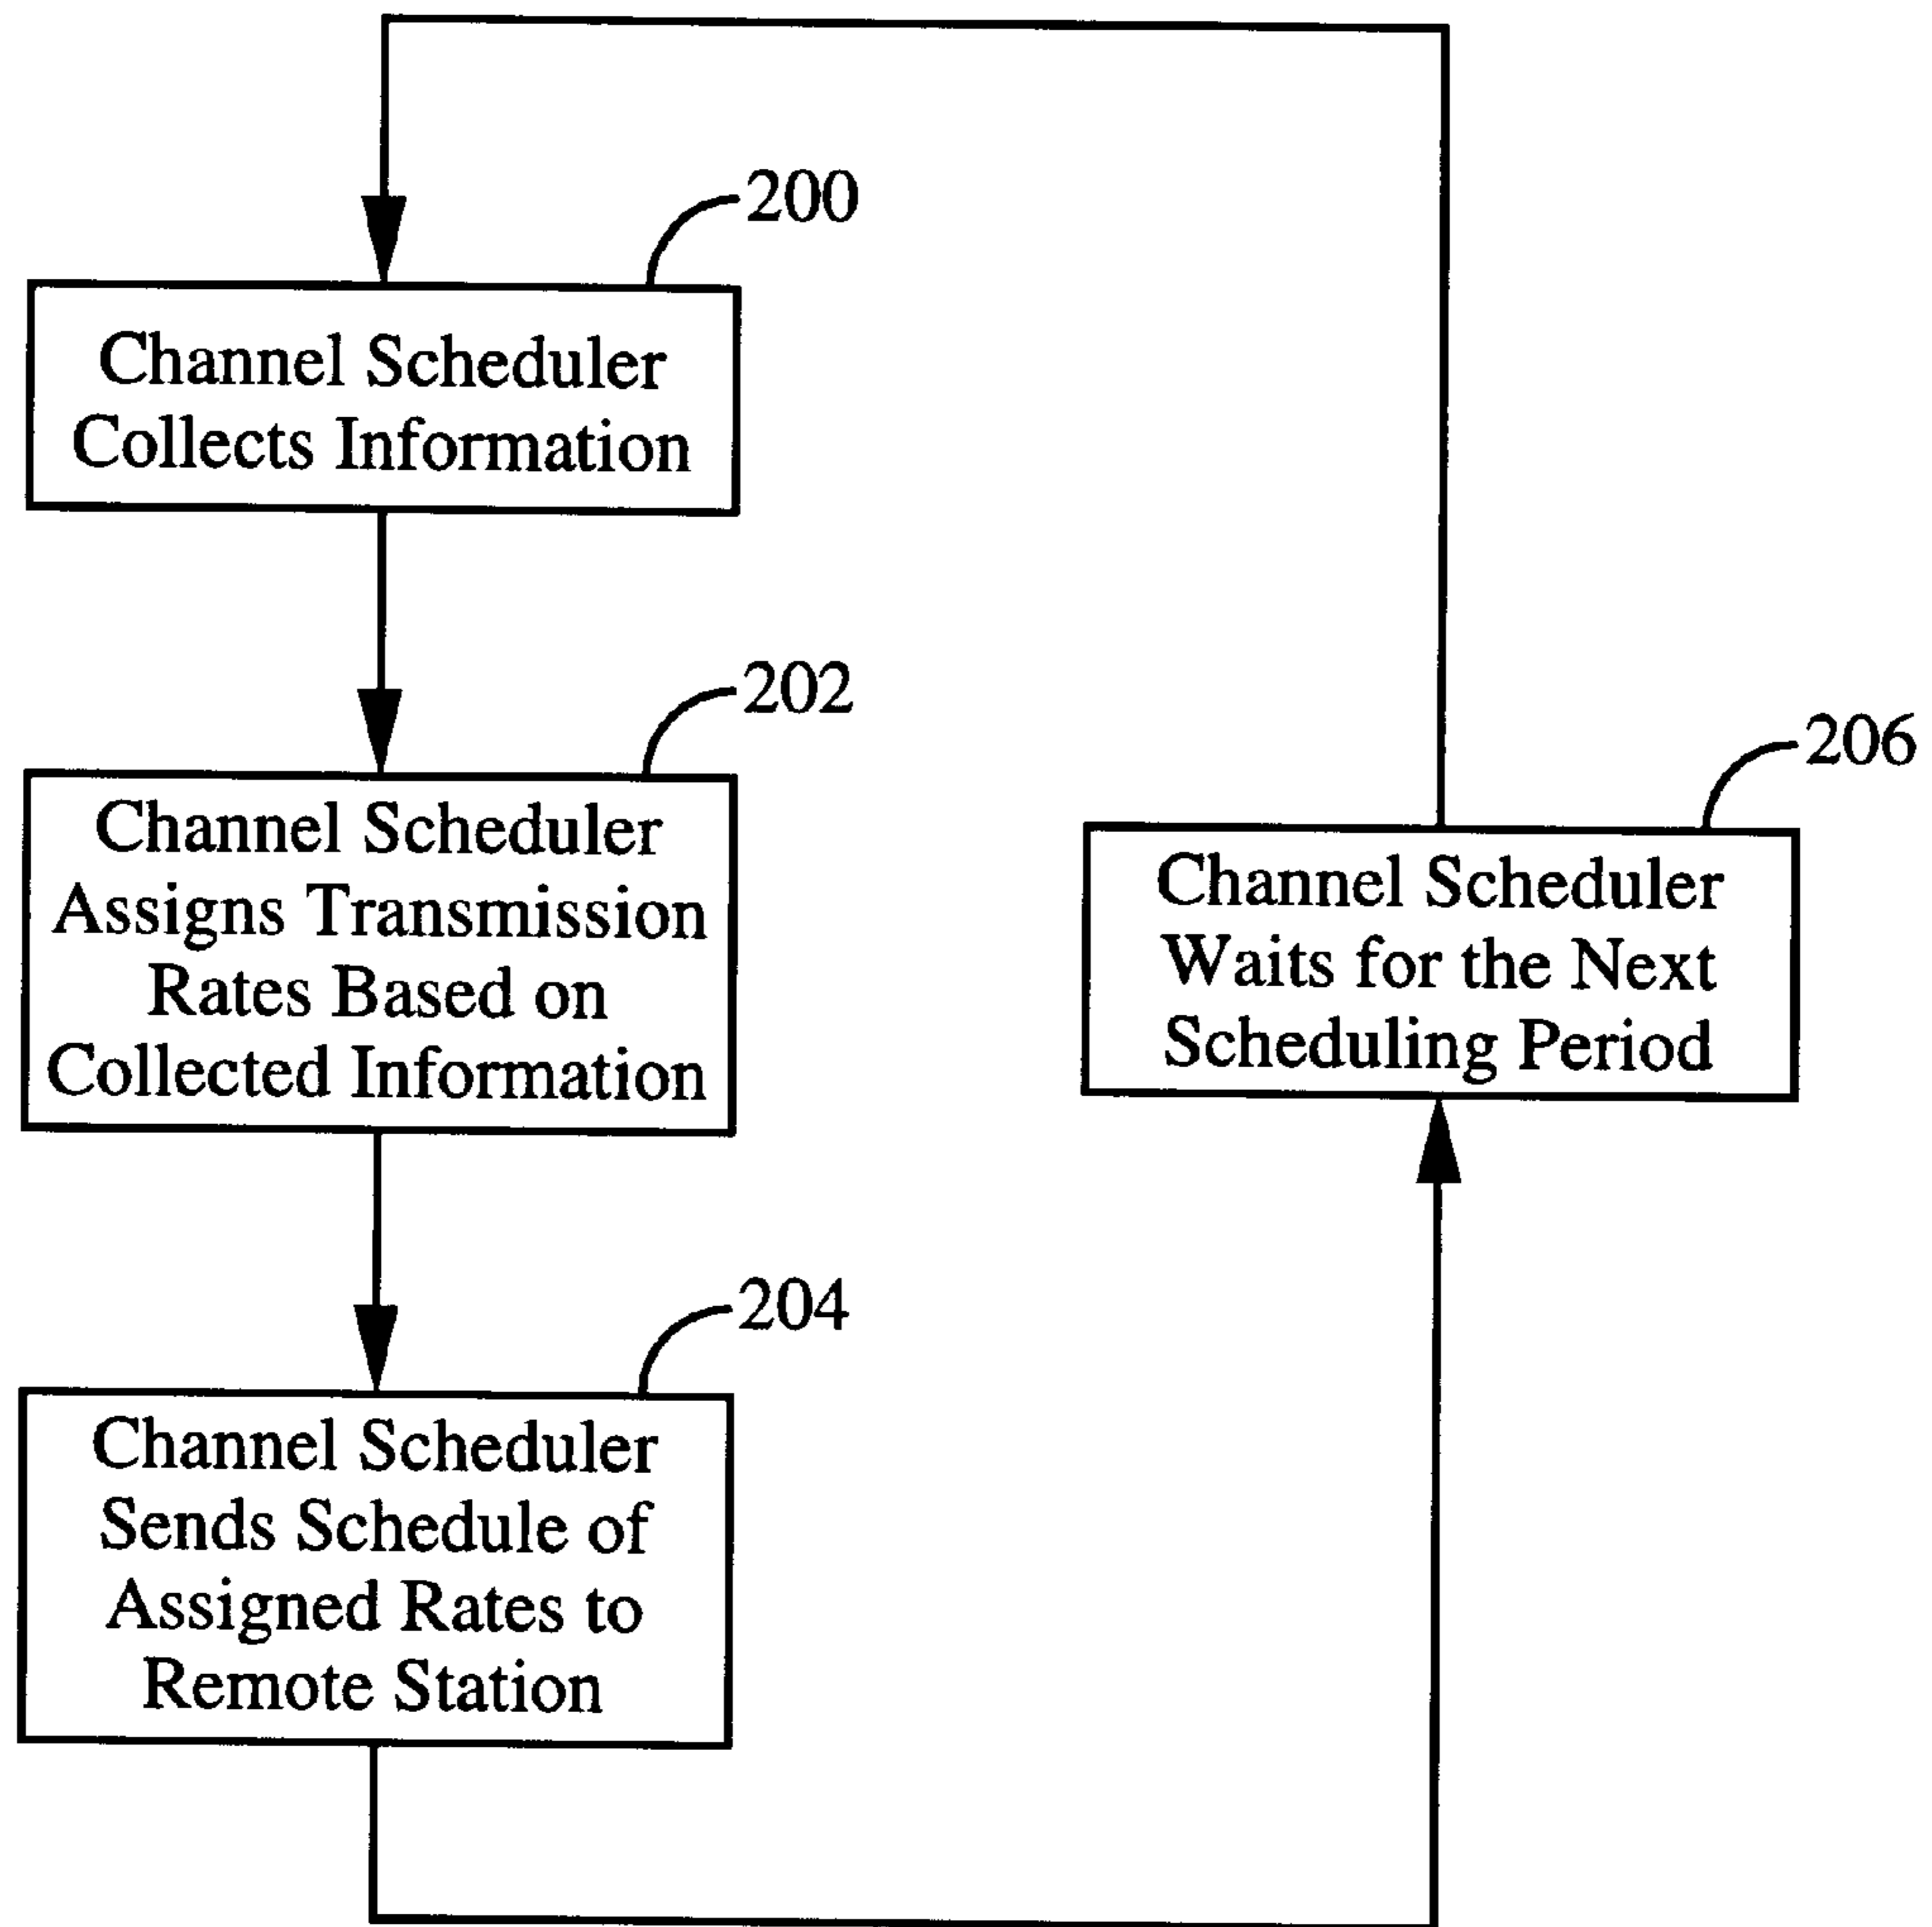 200
Channel Scheduler
Collects Information
202
Channel Scheduler
Assigns Transmission
Rates Based on
Collected Information
204
Channel Scheduler
Sends Schedule of
Assigned Rates to
Remote Station
206
Channel Scheduler
Waits for the Next
Scheduling Period